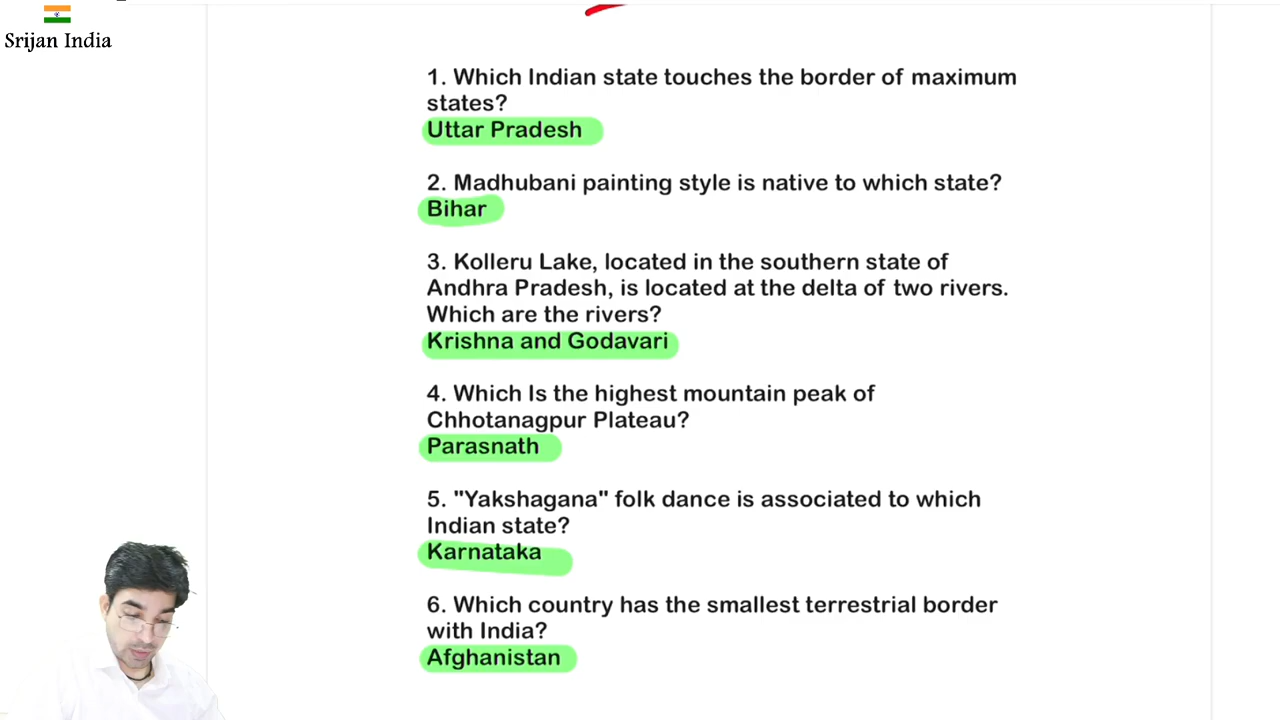 Srijan India
1. Which Indian state touches the border of maximum
states?
Uttar Pradesh
2. Madhubani painting style is native to which state?
Bihar
3. Kolleru Lake, located in the southern state of
Andhra Pradesh, is located at the delta of two rivers.
Which are the rivers?
Krishna and Godavari
4. Which Is the highest mountain peak of
Chhotanagpur Plateau?
Parasnath
5. "Yakshagana" folk dance is associated to which
Indian state?
Karnataka
6. Which country has the smallest terrestrial border
with India?
Afghanistan